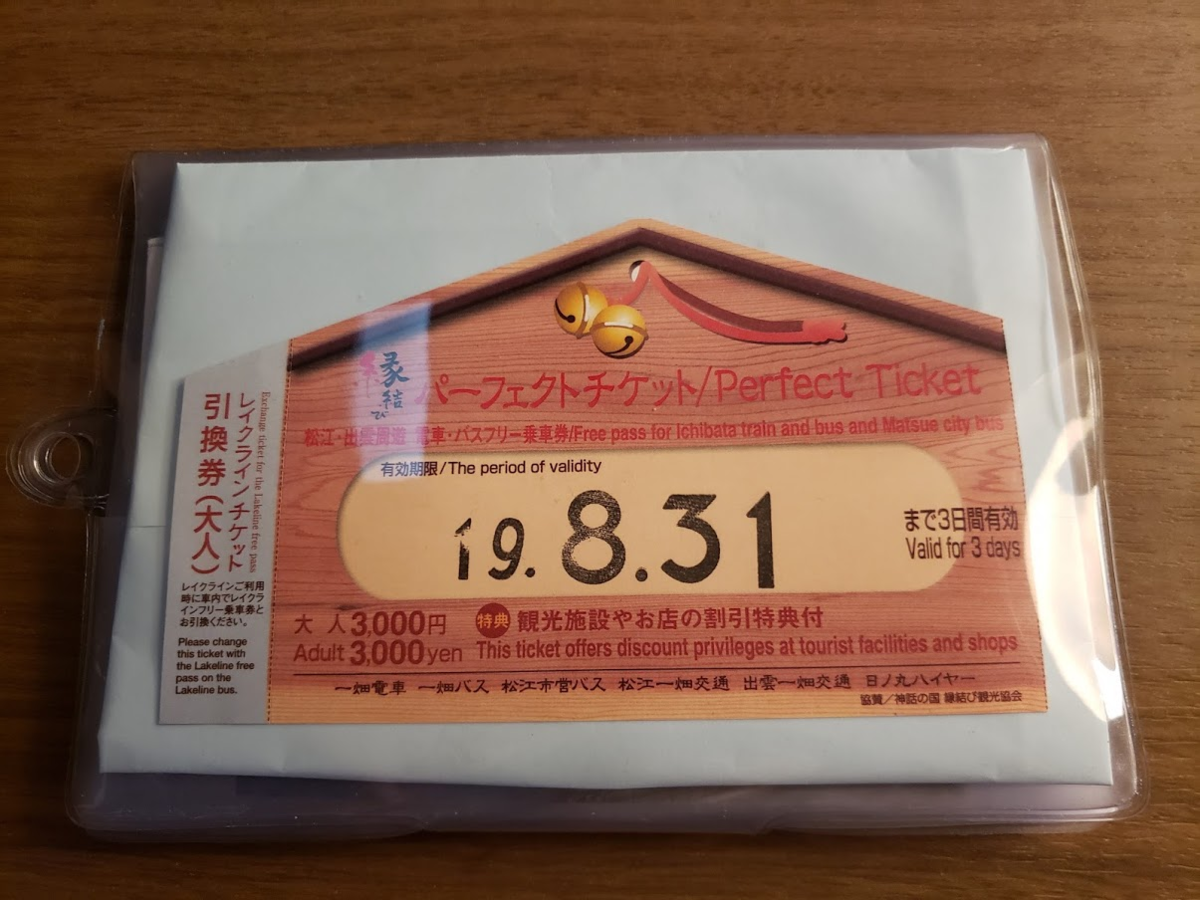 縁結び パーフェクトチケット/Perfect Ticket
松江・出雲周遊 電車・バスフリー乗車券/Free pass for Ichibata train and bus and Matsue city bus
有効期限/The period of validity
19.8.31
まで3日間有効
Valid for 3 days
大人3,000円
Adult 3,000yen
特典 観光施設やお店の割引特典付
This ticket offers discount privileges at tourist facilities and shops
一畑電車 一畑バス 松江市営バス 松江一畑交通 出雲一畑交通 日ノ丸ハイヤー
協賛/神話の国 縁結び観光協会
Exchange ticket for the Lakeline free pass
レイクラインチケット
引換券(大人)
レイクラインご利用
時に車内でレイクラ
インフリー乗車券と
お引換ください。
Please change
this ticket with
the Lakeline free
pass on the
Lakeline bus.